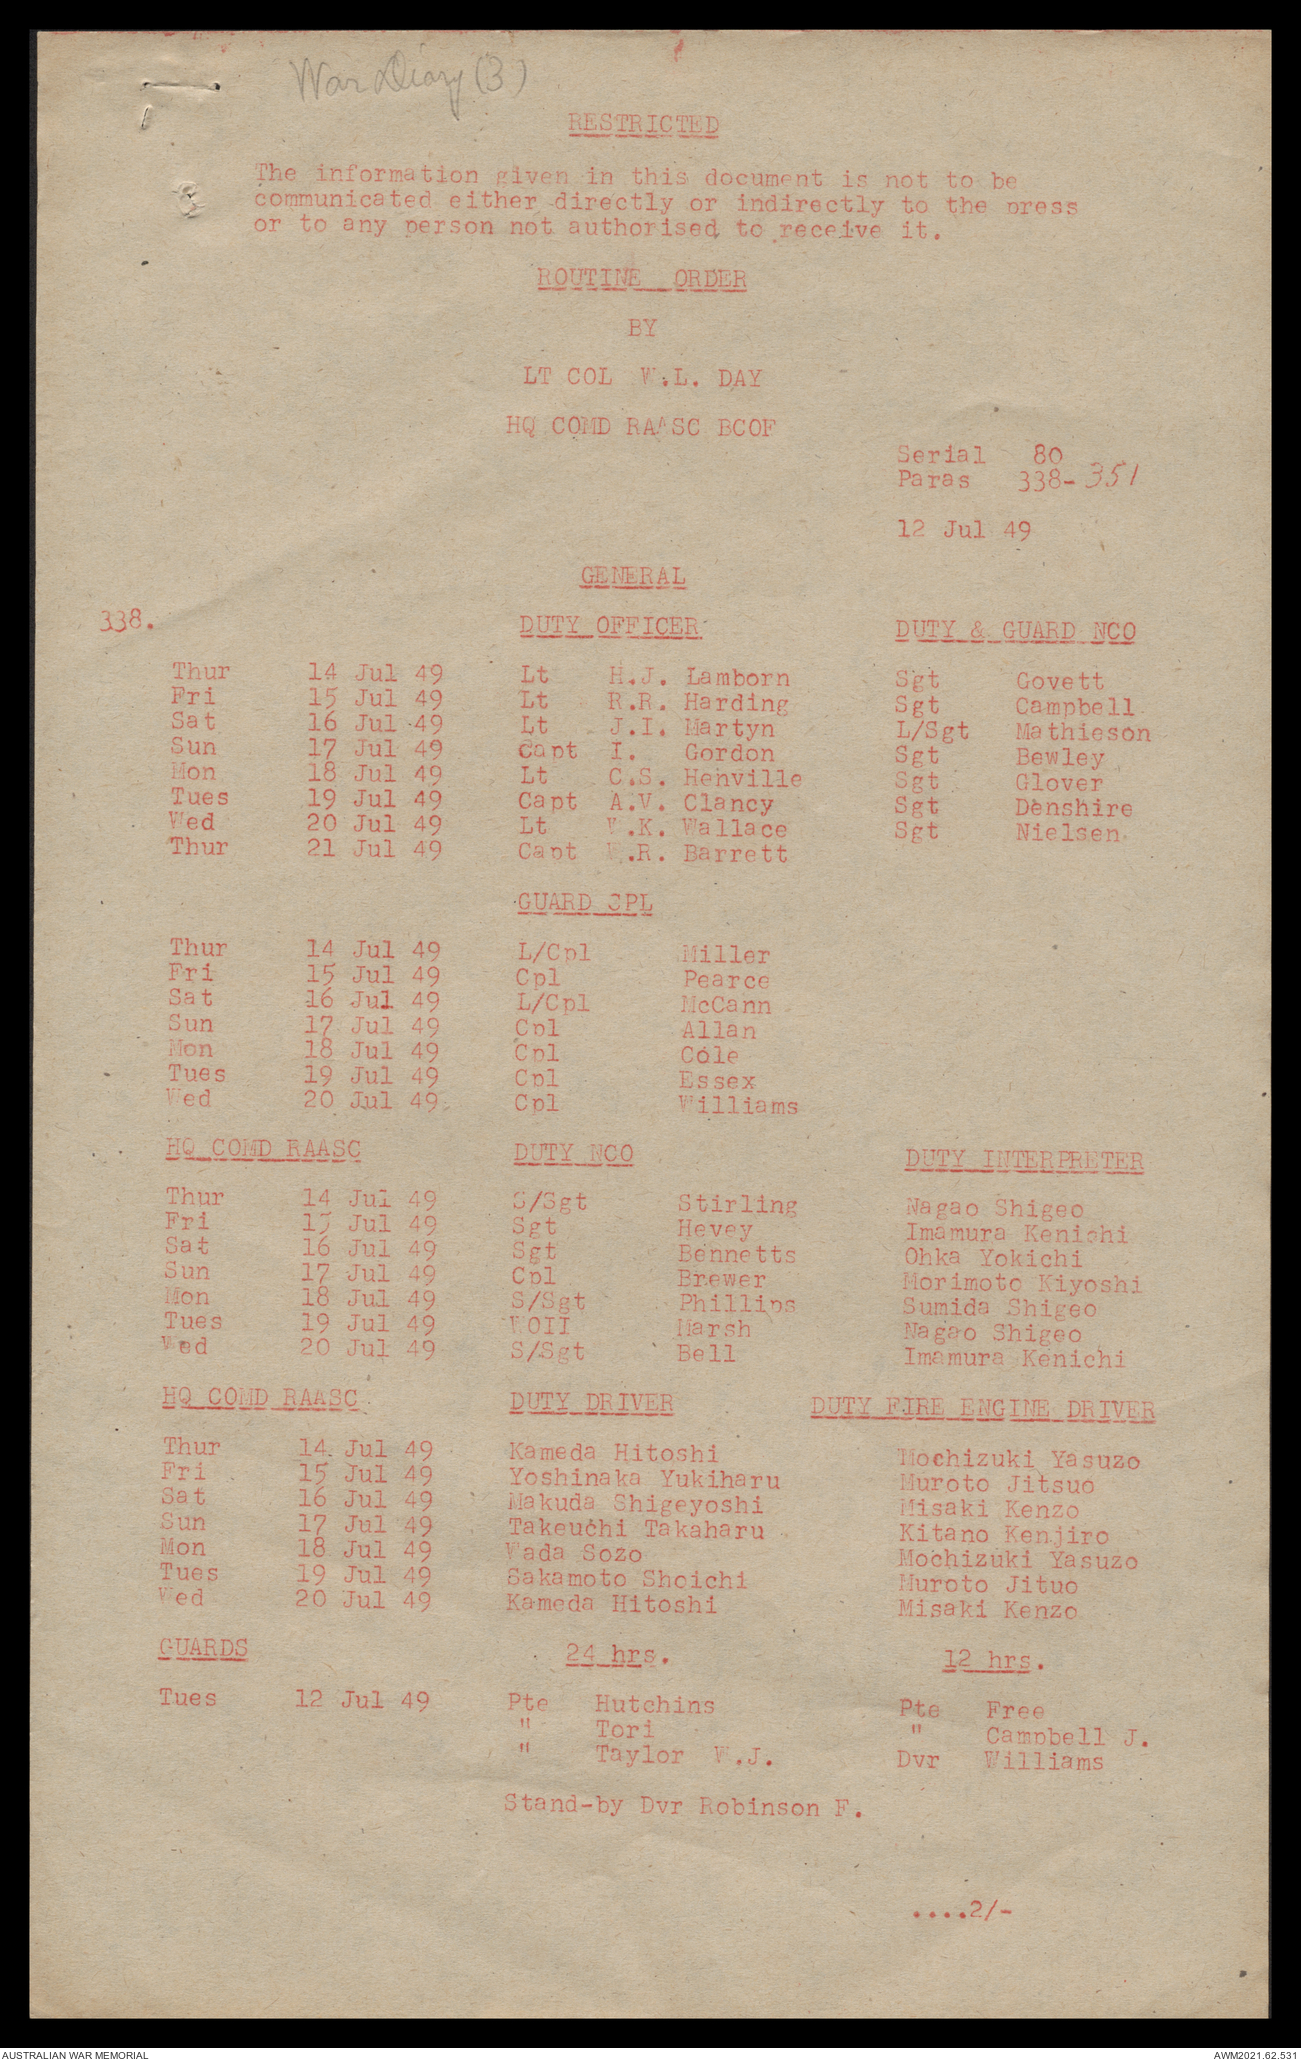 War Diary (3)
RESTRICTED
The information given in this document is not to be
communicated either directly or indirectly to the press
or to any person not authorised to receive it.
ROUTINE ORDER
BY
LT COL W.L. DAY
HQ COMD RAASC BCOF
Serial 80
Paras 338-351
12 Jul 49
GENERAL
338. DUTY OFFICER DUTY & GUARD NCO
Thur 14 Jul 49 Lt H.J. Lamborn Sgt Govett
Fri 15 Jul 49 Lt R.R. Harding Sgt Campbell
Sat 16 Jul 49 Lt J.I. Martyn L/Sgt Mathieson
Sun 17 Jul 49 Capt I. Gordon Sgt Bewley
Mon 18 Jul 49 Lt C.S. Henville Sgt Glover
Tues 19 Jul 49 Capt A.V. Clancy Sgt Denshire
Wed 20 Jul 49 Lt W.K. Wallace Sgt Nielsen
Thur 21 Jul 49 Capt W.R. Barrett
GUARD CPL
Thur 14 Jul 49 L/Cpl Miller
Fri 15 Jul 49 Cpl Pearce
Sat 16 Jul 49 L/Cpl McCann
Sun 17 Jul 49 Cpl Allan
Mon 18 Jul 49 Cpl Cole
Tues 19 Jul 49 Cpl Essex
Wed 20 Jul 49 Cpl Williams
HQ COMD RAASC DUTY NCO DUTY INTERPRETER
Thur 14 Jul 49 S/Sgt Stirling Nagao Shigeo
Fri 15 Jul 49 Sgt Hevey Imamura Kenichi
Sat 16 Jul 49 Sgt Bennetts Ohka Yokichi
Sun 17 Jul 49 Cpl Brewer Morimoto Kiyoshi
Mon 18 Jul 49 S/Sgt Phillips Sumida Shigeo
Tues 19 Jul 49 WOII Marsh Nagao Shigeo
Wed 20 Jul 49 S/Sgt Bell Imamura Kenichi
HQ COMD RAASC DUTY DRIVER DUTY FIRE ENGINE DRIVER
Thur 14 Jul 49 Kameda Hitoshi Mochizuki Yasuzo
Fri 15 Jul 49 Yoshinaka Yukiharu Muroto Jitsuo
Sat 16 Jul 49 Makuda Shigeyoshi Misaki Kenzo
Sun 17 Jul 49 Takeuchi Takaharu Kitano Kenjiro
Mon 18 Jul 49 Wada Sozo Mochizuki Yasuzo
Tues 19 Jul 49 Sakamoto Shoichi Muroto Jituo
Wed 20 Jul 49 Kameda Hitoshi Misaki Kenzo
GUARDS 24 hrs. 12 hrs.
Tues 12 Jul 49 Pte Hutchins Pte Free
" Tori " Campbell J.
" Taylor W.J. Dvr Williams
Stand-by Dvr Robinson F.
....2/-
AUSTRALIAN WAR MEMORIAL AWM2021.62.531